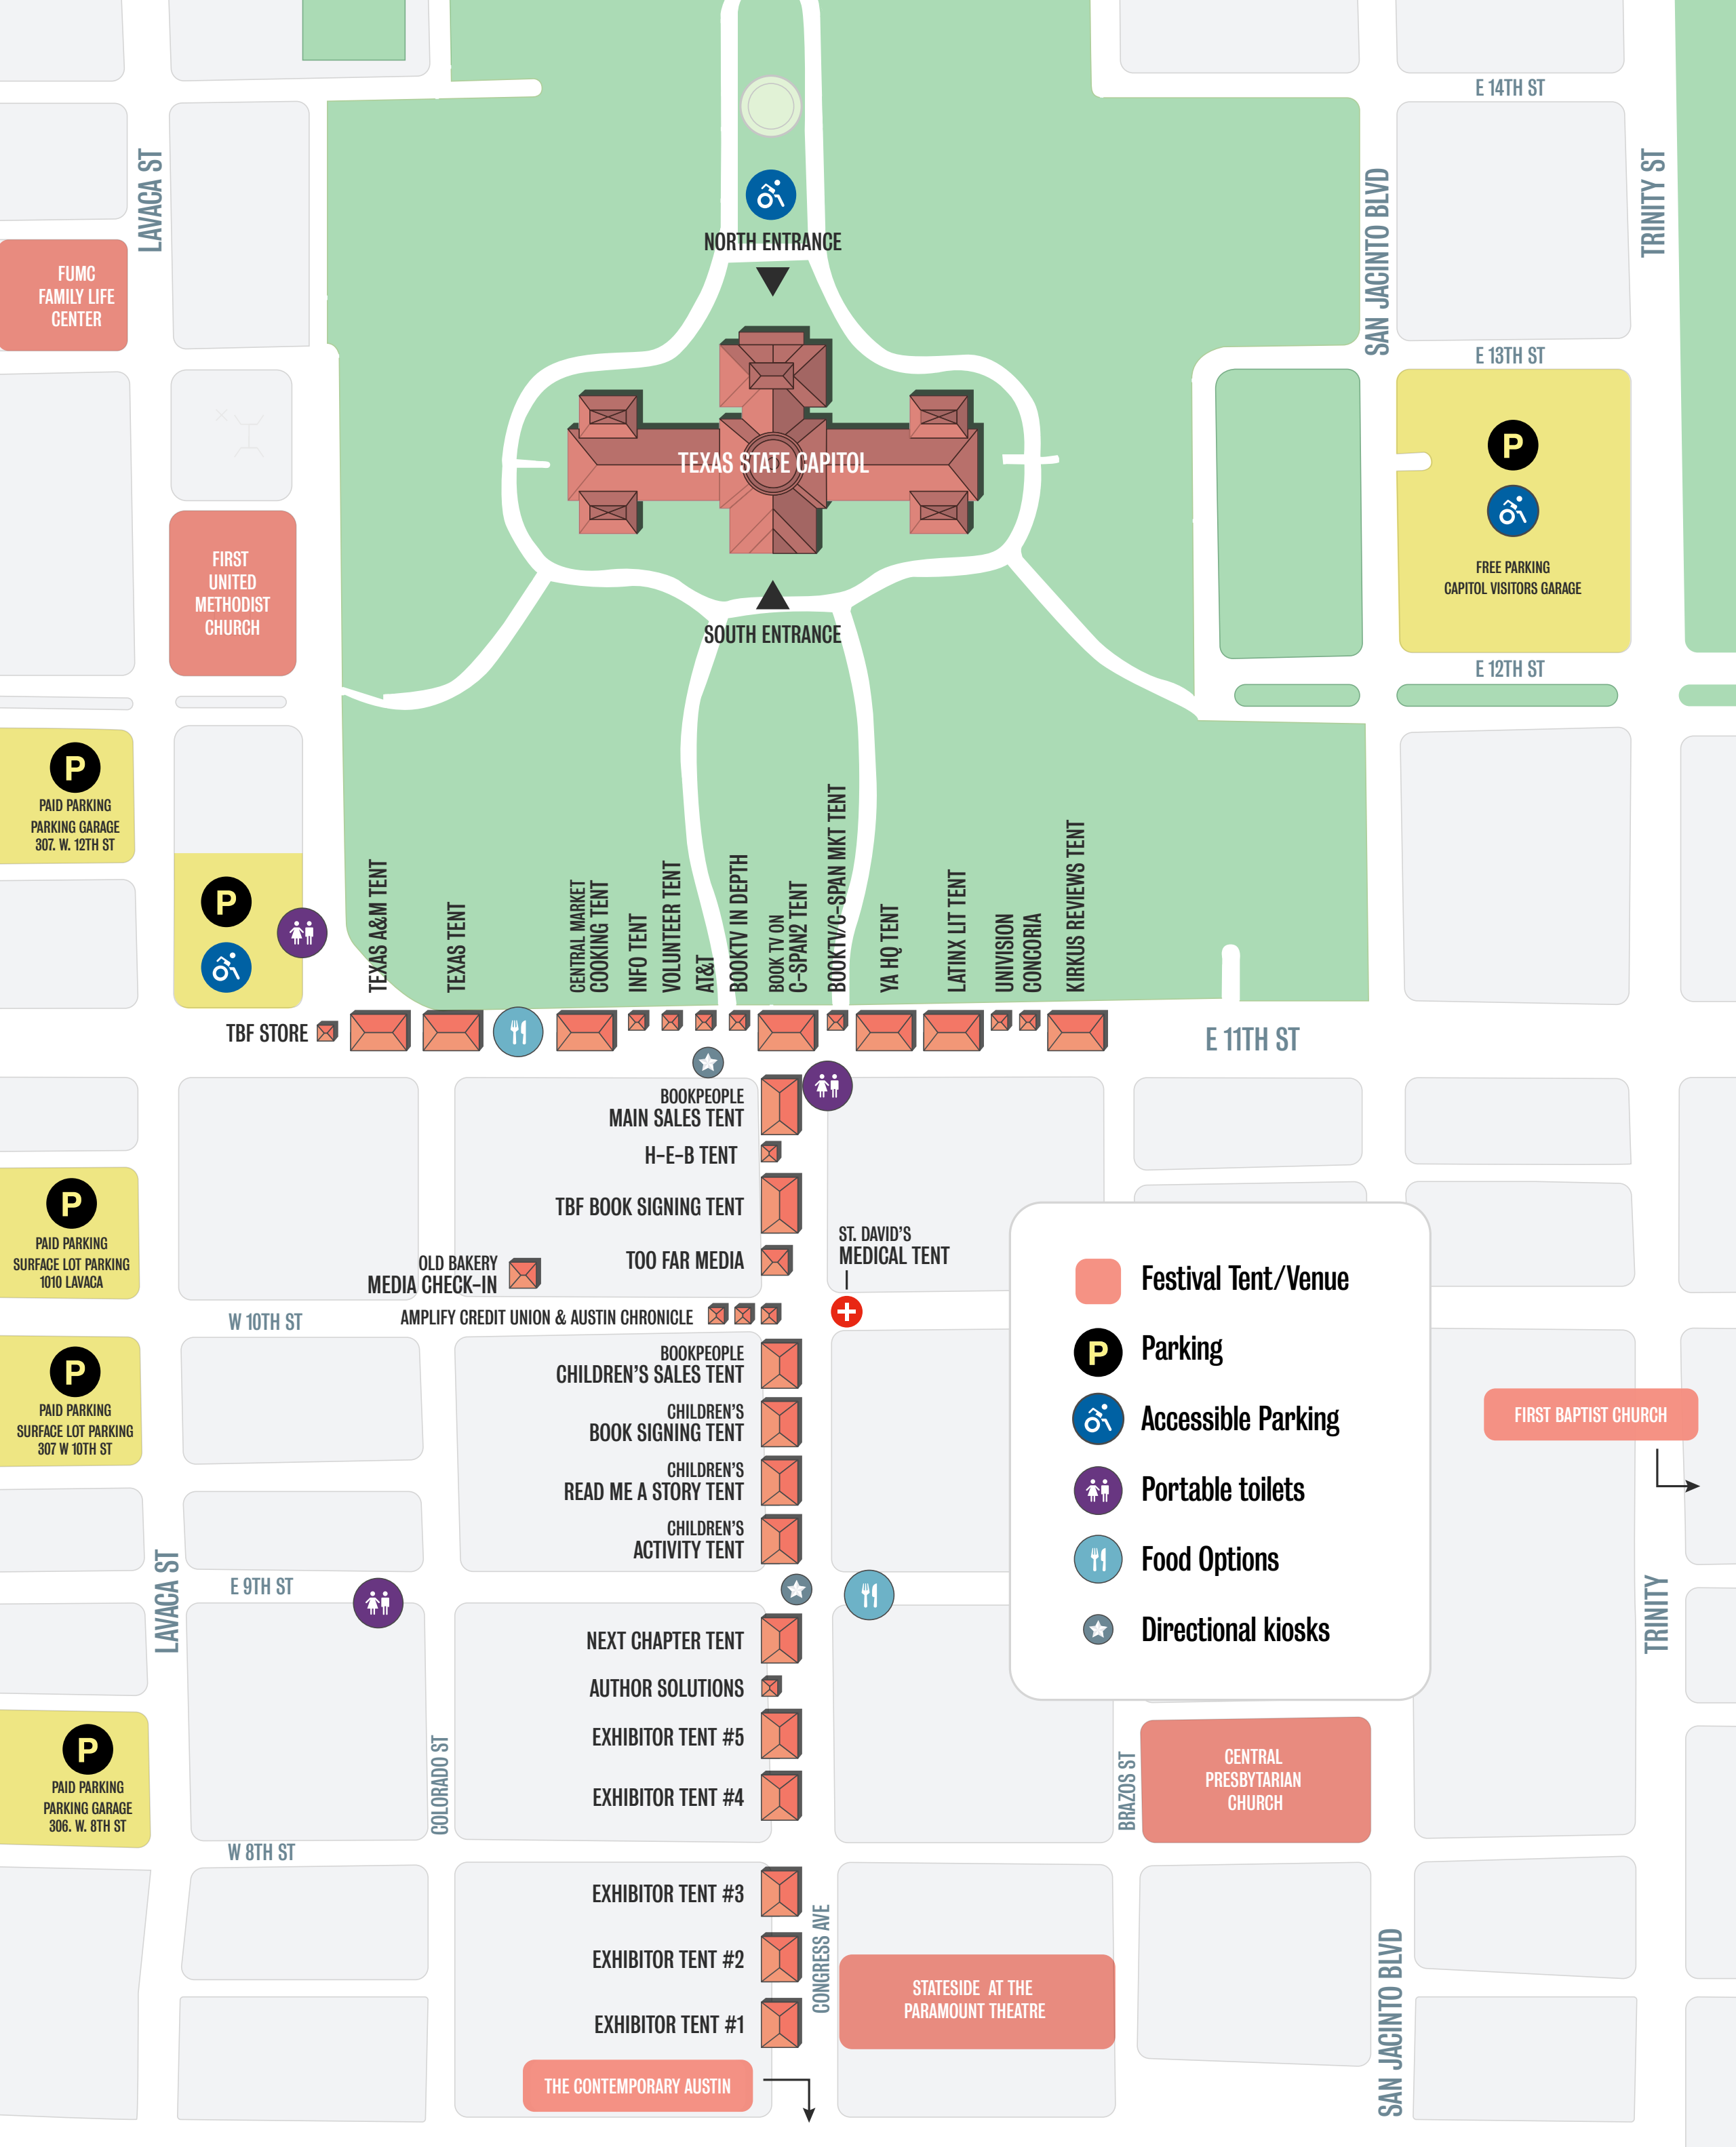 E 14TH ST
LAVACA ST
SAN JACINTO BLVD
TRINITY ST
NORTH ENTRANCE
FUMC
FAMILY LIFE
CENTER
E 13TH ST
TEXAS STATE CAPITOL
P
FREE PARKING
CAPITOL VISITORS GARAGE
FIRST
UNITED
METHODIST
CHURCH
SOUTH ENTRANCE
E 12TH ST
P
PAID PARKING
PARKING GARAGE
307. W. 12TH ST
P
TEXAS A&M TENT
TEXAS TENT
CENTRAL MARKET
COOKING TENT
INFO TENT
VOLUNTEER TENT
AT&T
BOOKTV IN DEPTH
BOOK TV ON
C-SPAN2 TENT
BOOKTV/C-SPAN MKT TENT
YA HQ TENT
LATINX LIT TENT
UNIVISION
CONCORIA
KIRKUS REVIEWS TENT
TBF STORE
E 11TH ST
BOOKPEOPLE
MAIN SALES TENT
H-E-B TENT
TBF BOOK SIGNING TENT
P
PAID PARKING
SURFACE LOT PARKING
1010 LAVACA
OLD BAKERY
MEDIA CHECK-IN
TOO FAR MEDIA
ST. DAVID'S
MEDICAL TENT
AMPLIFY CREDIT UNION & AUSTIN CHRONICLE
W 10TH ST
P
PAID PARKING
SURFACE LOT PARKING
307 W 10TH ST
BOOKPEOPLE
CHILDREN'S SALES TENT
CHILDREN'S
BOOK SIGNING TENT
CHILDREN'S
READ ME A STORY TENT
CHILDREN'S
ACTIVITY TENT
Festival Tent/Venue
P
Parking
Accessible Parking
Portable toilets
Food Options
Directional kiosks
FIRST BAPTIST CHURCH
LAVACA ST
E 9TH ST
TRINITY
NEXT CHAPTER TENT
AUTHOR SOLUTIONS
EXHIBITOR TENT #5
EXHIBITOR TENT #4
P
PAID PARKING
PARKING GARAGE
306. W. 8TH ST
COLORADO ST
BRAZOS ST
CENTRAL
PRESBYTARIAN
CHURCH
W 8TH ST
EXHIBITOR TENT #3
EXHIBITOR TENT #2
EXHIBITOR TENT #1
CONGRESS AVE
STATESIDE AT THE
PARAMOUNT THEATRE
SAN JACINTO BLVD
THE CONTEMPORARY AUSTIN